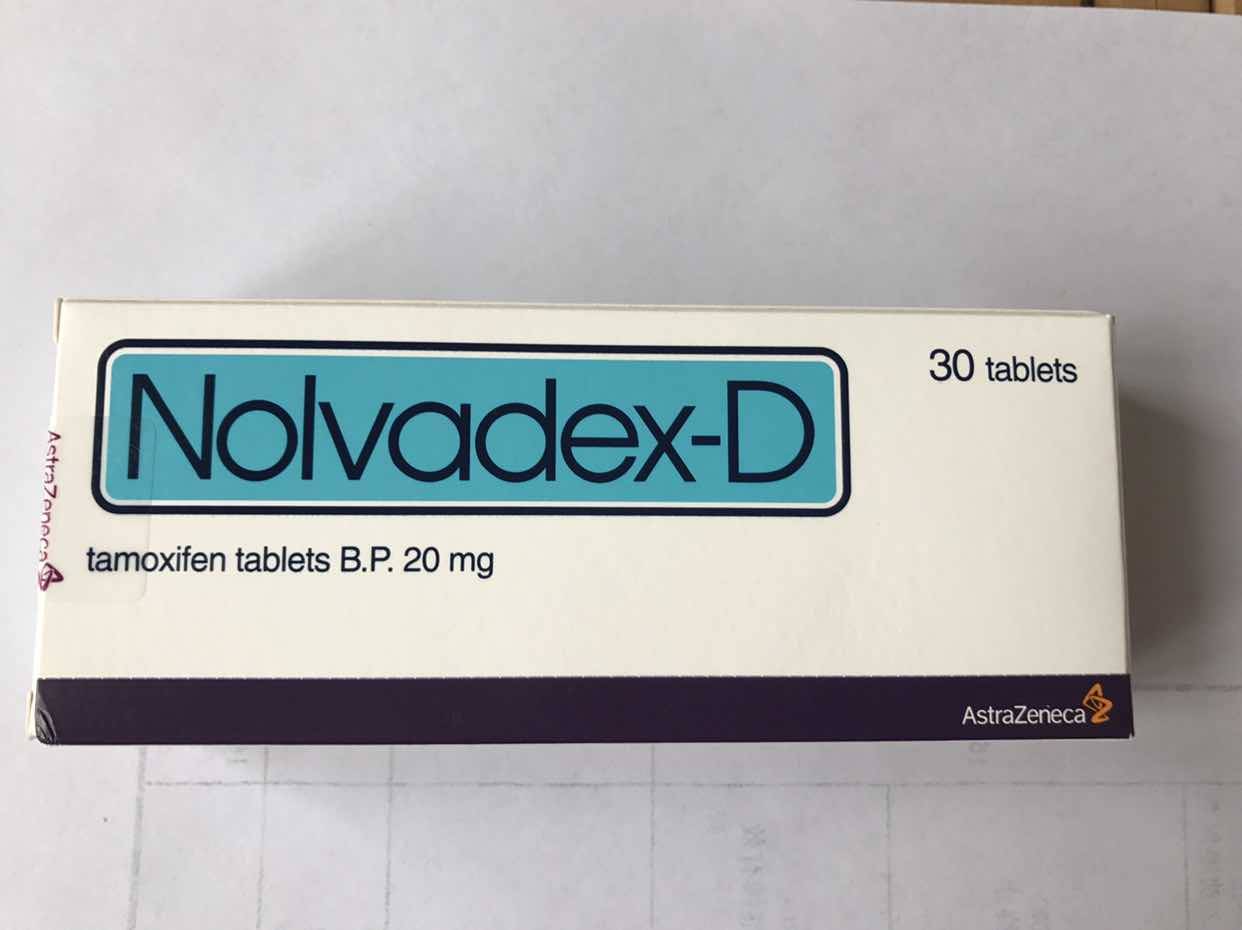 Nolvadex-D
30 tablets
AstraZeneca
tamoxifen tablets B.P. 20 mg
AstraZeneca